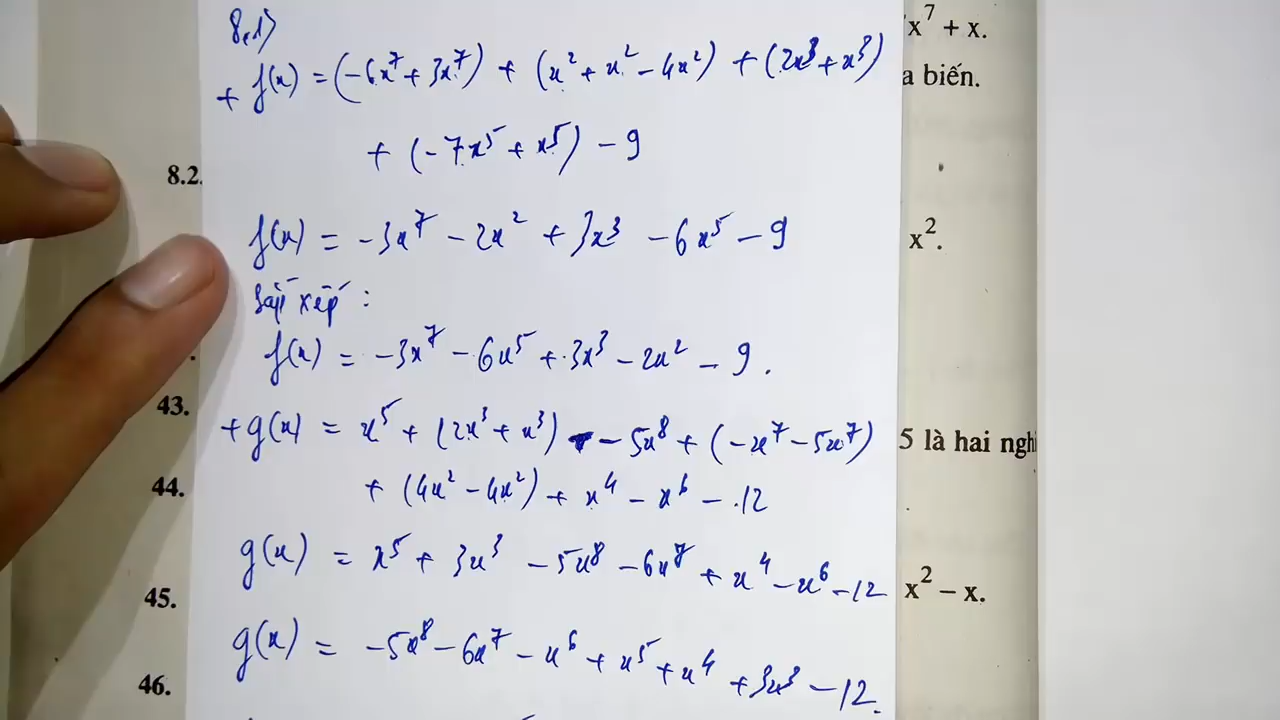 8.1)
x⁷ + x.
+ f(x) = (-6x⁷ + 3x⁷) + (x² + x² - 4x²) + (2x³ + x³)
a biến.
+ (-7x⁵ + x⁵) - 9
8.2.
f(x) = -3x⁷ - 2x² + 3x³ - 6x⁵ - 9
x².
Sắp xếp :
f(x) = -3x⁷ - 6x⁵ + 3x³ - 2x² - 9 .
43.
+ g(x) = x⁵ + (2x³ + x³) - 5x⁸ + (-x⁷ - 5x⁷)
5 là hai nghi
44.
+ (4x² - 4x²) + x⁴ - x⁶ - 12
g(x) = x⁵ + 3x³ - 5x⁸ - 6x⁷ + x⁴ - x⁶ - 12
45.
x² – x.
g(x) = -5x⁸ - 6x⁷ - x⁶ + x⁵ + x⁴ + 3x³ - 12.
46.